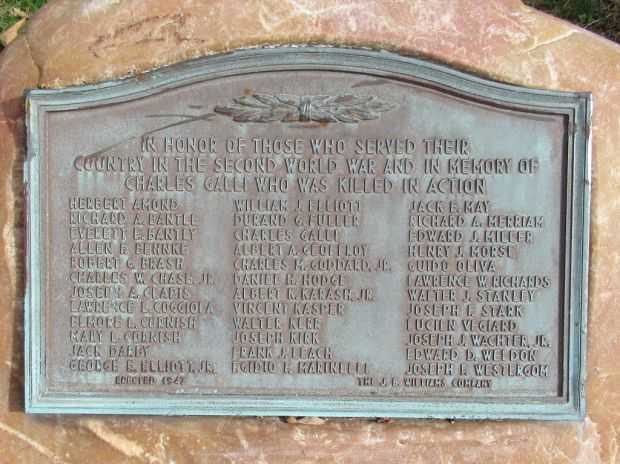 IN HONOR OF THOSE WHO SERVED THEIR
COUNTRY IN THE SECOND WORLD WAR AND IN MEMORY OF
CHARLES GALLI WHO WAS KILLED IN ACTION
HERBERT AMOND
RICHARD A. BANTLE
EVERETT E. BANTLY
ALLEN F. BEHNKE
ROBERT G. BRASH
CHARLES W. CHASE, JR.
JOSEPH A. CLAPIS
LAWRENCE L. COGGIOLA
ELMORE L. CORNISH
MARY L. CORNISH
JACK DARBY
GEORGE E. ELLIOTT, JR.
WILLIAM J. ELLIOTT
DURAND G. FULLER
CHARLES GALLI
ALBERT A. GEOFFROY
CHARLES M. GODDARD, JR.
DANIEL H. HODGE
ALBERT K. KARASH, JR.
VINCENT KASPER
WALTER KERR
JOSEPH KIRK
FRANK J. LEACH
EGIDIO F. MARINELLI
JACK E. MAY
RICHARD A. MERRIAM
EDWARD J. MILLER
HENRY J. MORSE
GUIDO OLIVA
LAWRENCE W. RICHARDS
WALTER J. STANLEY
JOSEPH F. STARK
LUCIEN VEGIARD
JOSEPH J. WACHTER, JR.
EDWARD D. WELDON
JOSEPH F. WESTERGOM
ERECTED 1947
THE J. B. WILLIAMS COMPANY